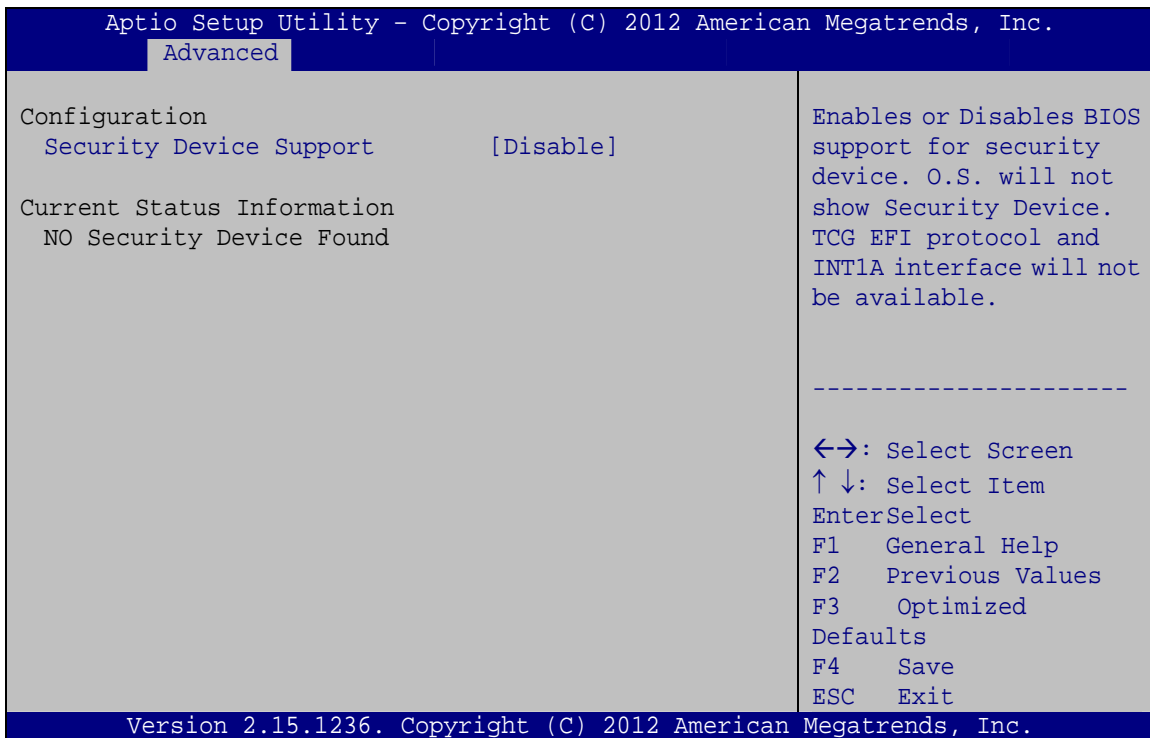 Aptio Setup Utility – Copyright (C) 2012 American Megatrends, Inc.
Advanced
Configuration
Security Device Support [Disable]
Current Status Information
NO Security Device Found
Enables or Disables BIOS
support for security
device. O.S. will not
show Security Device.
TCG EFI protocol and
INT1A interface will not
be available.
----------------------
←→: Select Screen
↑ ↓: Select Item
EnterSelect
F1 General Help
F2 Previous Values
F3 Optimized
Defaults
F4 Save
ESC Exit
Version 2.15.1236. Copyright (C) 2012 American Megatrends, Inc.